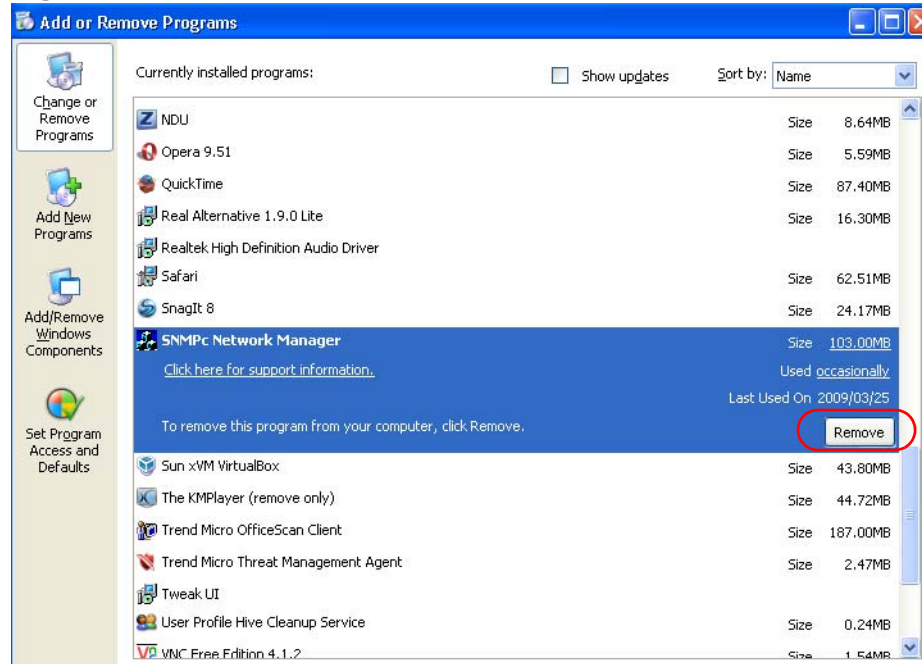 Add or Remove Programs
Change or
Remove
Programs
Add New
Programs
Add/Remove
Windows
Components
Set Program
Access and
Defaults
Currently installed programs:
Show updates
Sort by: Name
NDU Size 8.64MB
Opera 9.51 Size 5.59MB
QuickTime Size 87.40MB
Real Alternative 1.9.0 Lite Size 16.30MB
Realtek High Definition Audio Driver
Safari Size 62.51MB
SnagIt 8 Size 24.17MB
SNMPc Network Manager Size 103.00MB
Click here for support information. Used occasionally
Last Used On 2009/03/25
To remove this program from your computer, click Remove. Remove
Sun xVM VirtualBox Size 43.80MB
The KMPlayer (remove only) Size 44.72MB
Trend Micro OfficeScan Client Size 187.00MB
Trend Micro Threat Management Agent Size 2.47MB
Tweak UI
User Profile Hive Cleanup Service Size 0.24MB
VNC Free Edition 4.1.2 Size 1.54MB